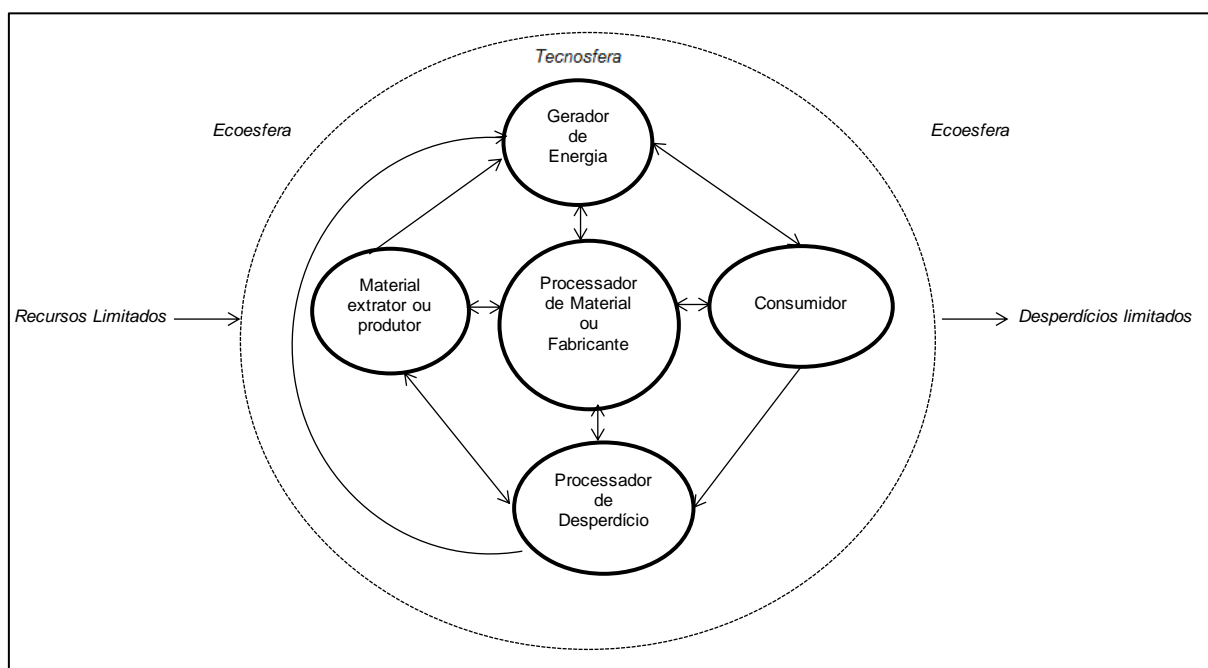 Tecnosfera
Gerador
de
Energia
Ecoesfera
Ecoesfera
Material
extrator ou
produtor
Processador
de Material
ou
Fabricante
Consumidor
Recursos Limitados
Desperdícios limitados
Processador
de
Desperdício